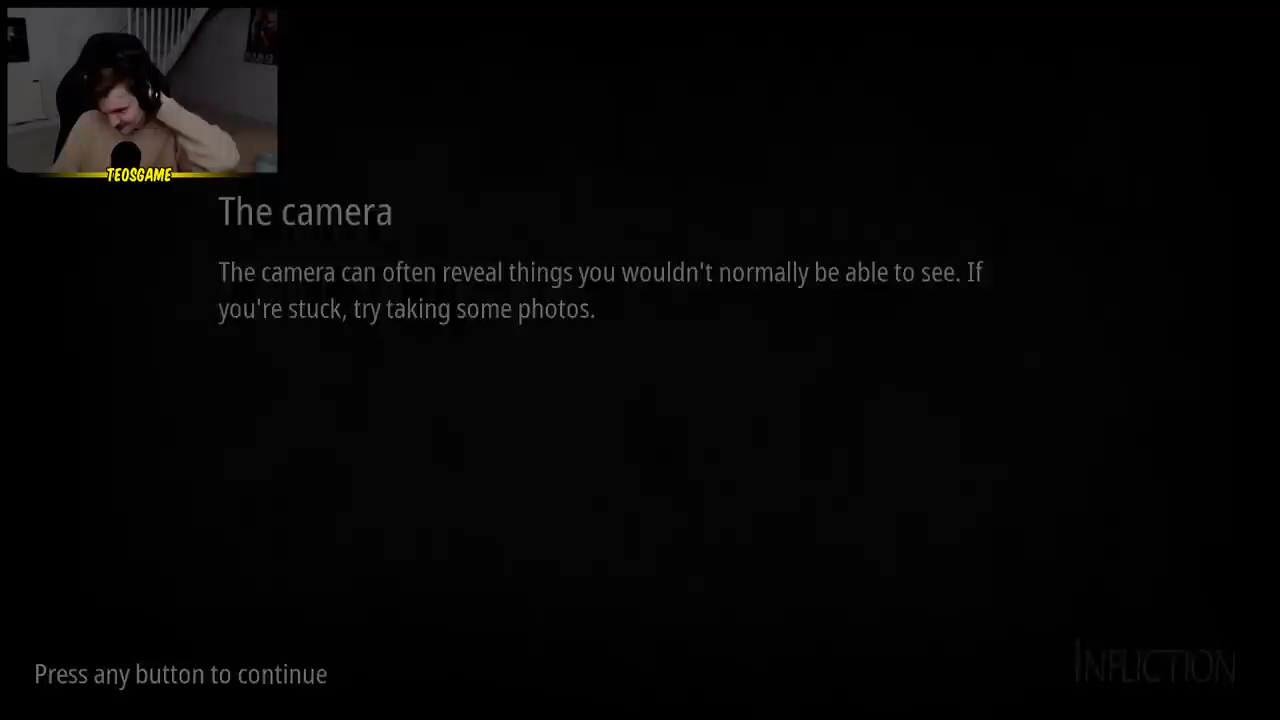 TEOSGAME
The camera
The camera can often reveal things you wouldn't normally be able to see. If
you're stuck, try taking some photos.
Press any button to continue
INFLICTION